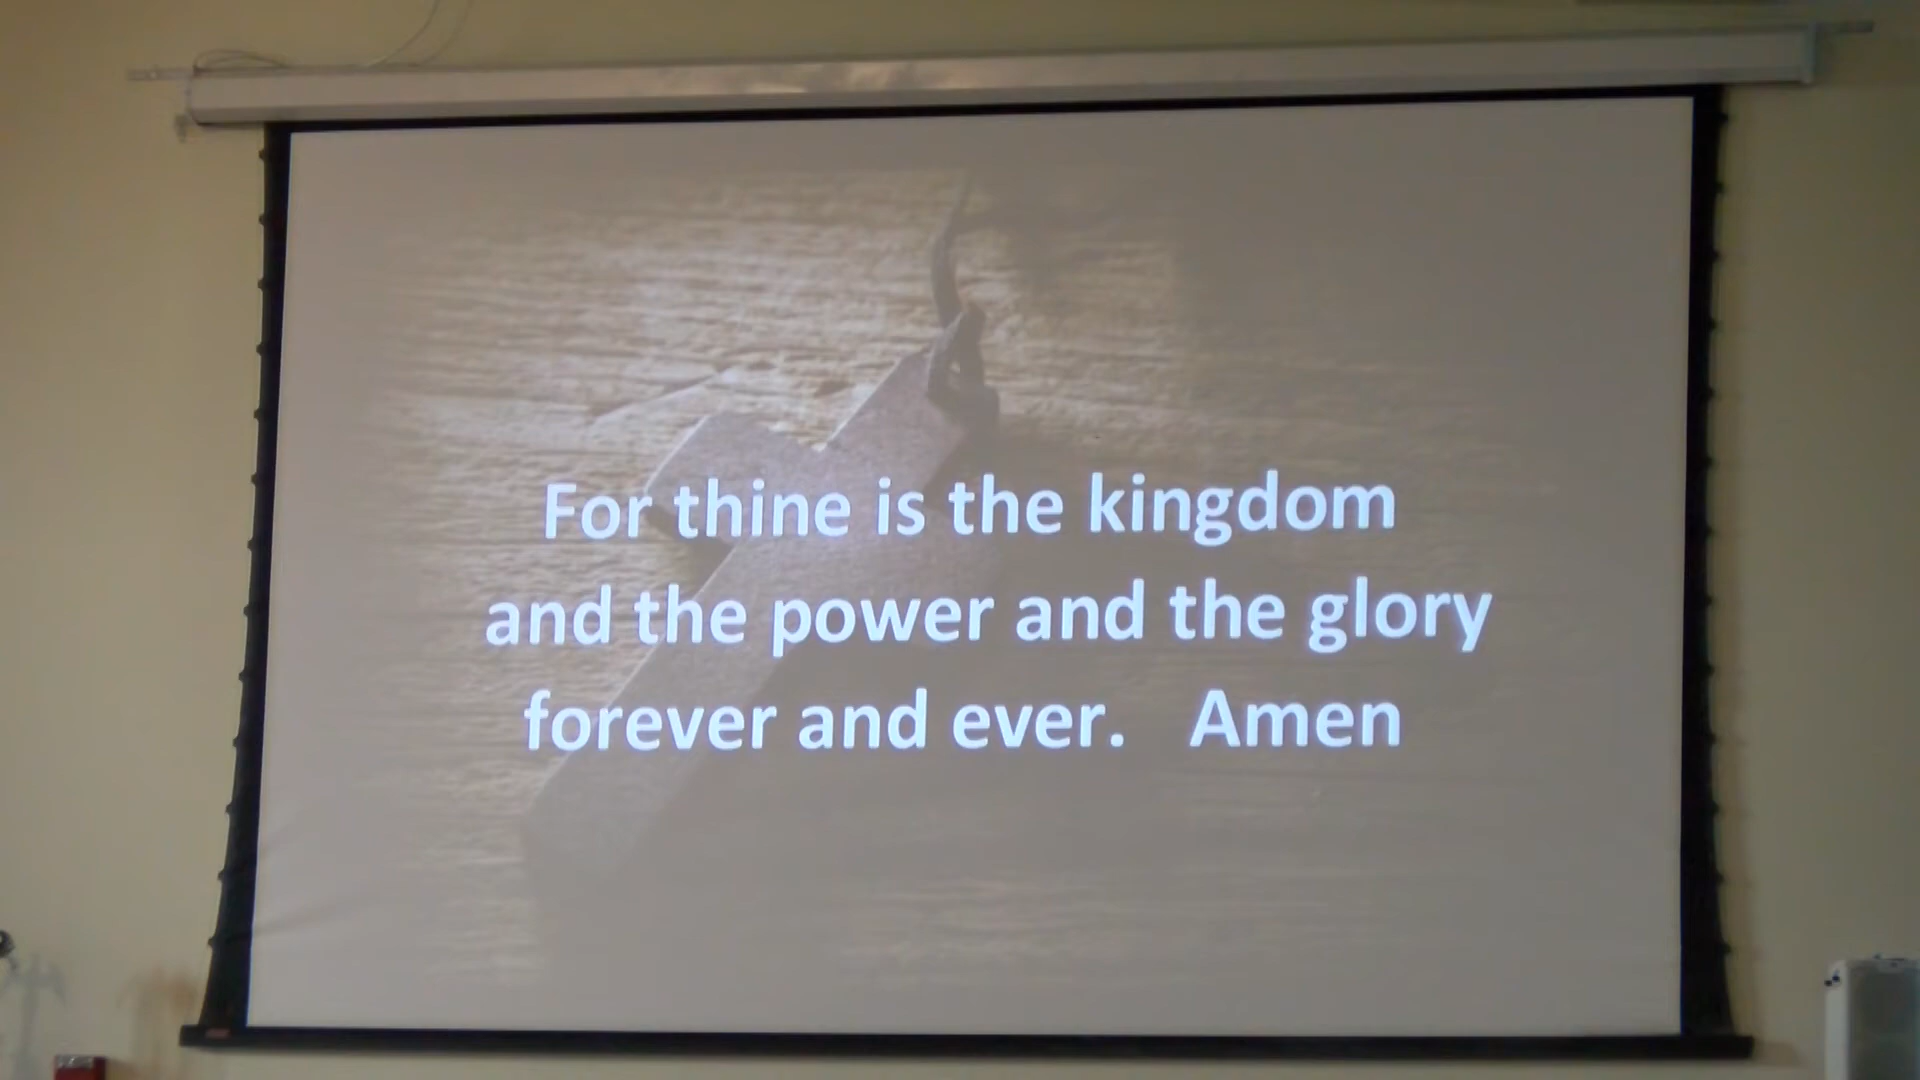 For thine is the kingdom
and the power and the glory
forever and ever. Amen